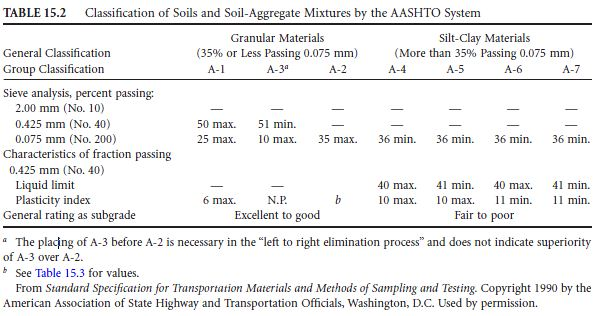 TABLE 15.2 Classification of Soils and Soil-Aggregate Mixtures by the AASHTO System
Granular Materials Silt-Clay Materials
General Classification (35% or Less Passing 0.075 mm) (More than 35% Passing 0.075 mm)
Group Classification A-1 A-3a A-2 A-4 A-5 A-6 A-7
Sieve analysis, percent passing:
2.00 mm (No. 10) — — — — — — —
0.425 mm (No. 40) 50 max. 51 min. — — — — —
0.075 mm (No. 200) 25 max. 10 max. 35 max. 36 min. 36 min. 36 min. 36 min.
Characteristics of fraction passing
0.425 mm (No. 40)
Liquid limit — — 40 max. 41 min. 40 max. 41 min.
Plasticity index 6 max. N.P. b 10 max. 10 max. 11 min. 11 min.
General rating as subgrade Excellent to good Fair to poor
a The placing of A-3 before A-2 is necessary in the “left to right elimination process” and does not indicate superiority
of A-3 over A-2.
b See Table 15.3 for values.
From Standard Specification for Transportation Materials and Methods of Sampling and Testing. Copyright 1990 by the
American Association of State Highway and Transportation Officials, Washington, D.C. Used by permission.